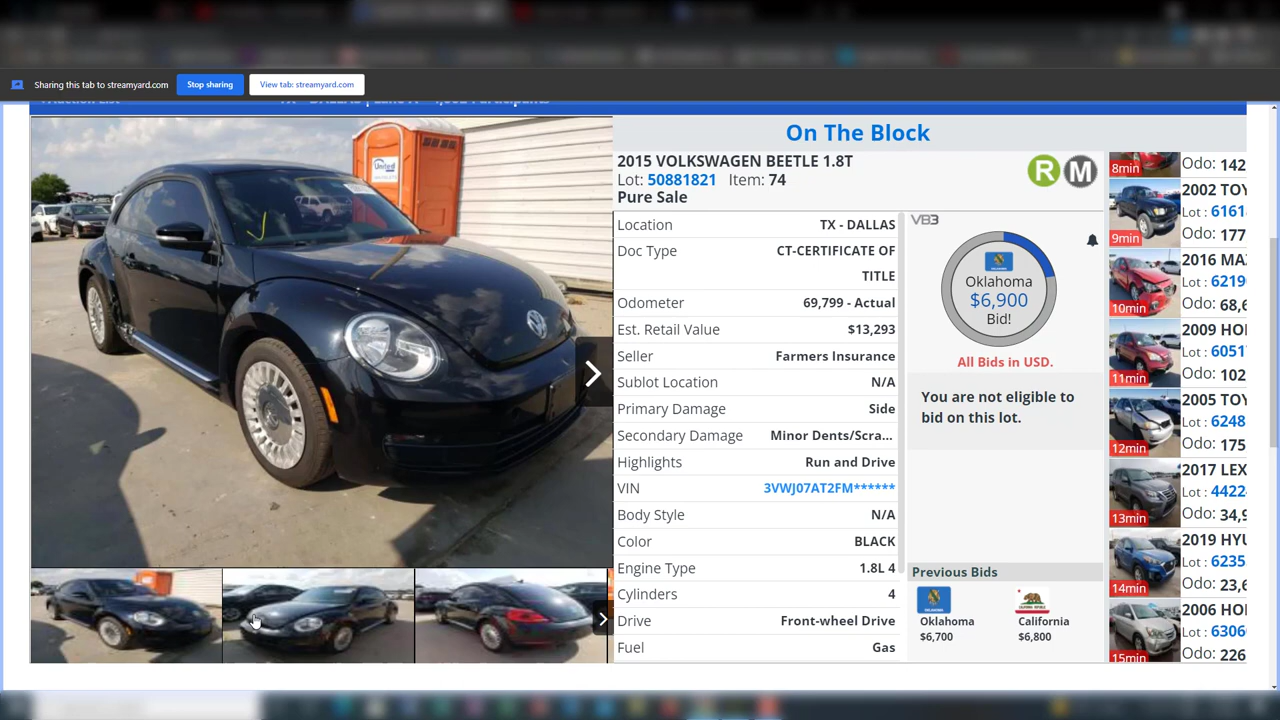 Sharing this tab to streamyard.com
Stop sharing
View tab: streamyard.com
United
On The Block
2015 VOLKSWAGEN BEETLE 1.8T
Lot: 50881821 Item: 74
Pure Sale
R M
Location TX - DALLAS
Doc Type CT-CERTIFICATE OF
TITLE
Odometer 69,799 - Actual
Est. Retail Value $13,293
Seller Farmers Insurance
Sublot Location N/A
Primary Damage Side
Secondary Damage Minor Dents/Scra...
Highlights Run and Drive
VIN 3VWJ07AT2FM******
Body Style N/A
Color BLACK
Engine Type 1.8L 4
Cylinders 4
Drive Front-wheel Drive
Fuel Gas
VB3
Oklahoma
$6,900
Bid!
All Bids in USD.
You are not eligible to
bid on this lot.
Previous Bids
Oklahoma
$6,700
California
$6,800
8min
Odo: 142
2002 TOY
Lot : 6161
9min
Odo: 177
2016 MA
Lot : 6219
10min
Odo: 68,6
2009 HO
Lot : 6051
11min
Odo: 102
2005 TOY
Lot : 6248
12min
Odo: 175
2017 LEX
Lot : 4422
13min
Odo: 34,9
2019 HYU
Lot : 6235
14min
Odo: 23,6
2006 HO
Lot : 6306
15min
Odo: 226